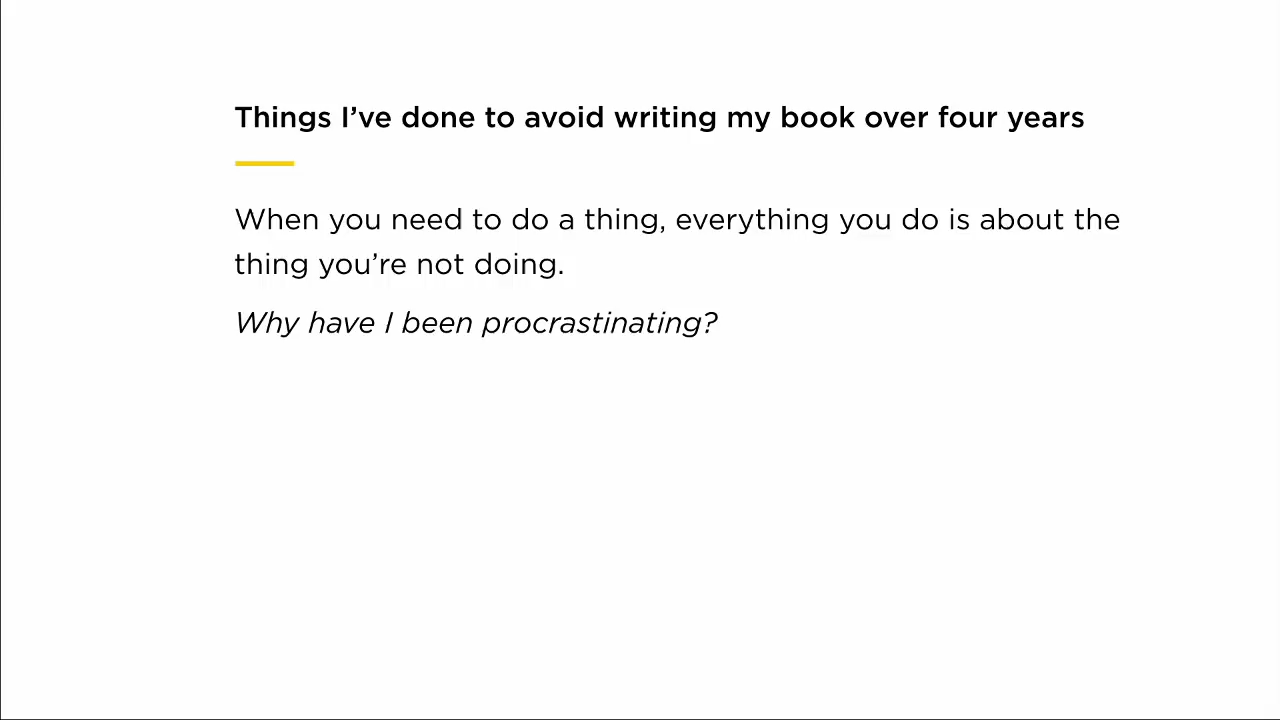 Things I’ve done to avoid writing my book over four years
When you need to do a thing, everything you do is about the
thing you’re not doing.
Why have I been procrastinating?